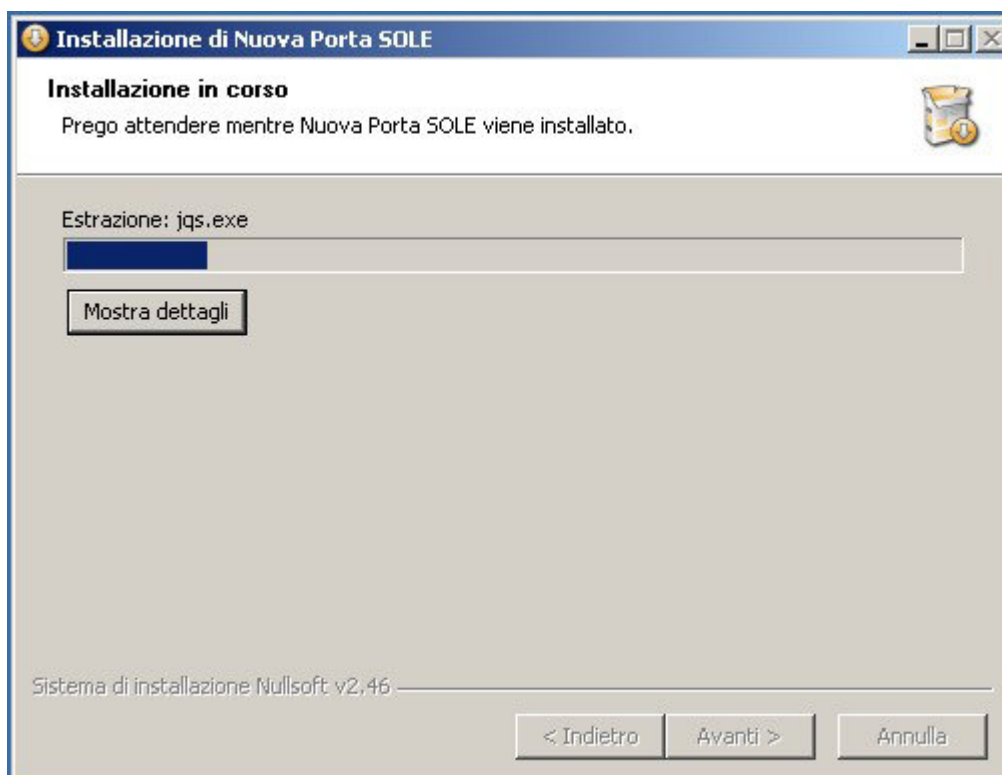 Installazione di Nuova Porta SOLE
Installazione in corso
Prego attendere mentre Nuova Porta SOLE viene installato.
Estrazione: jqs.exe
Mostra dettagli
Sistema di installazione Nullsoft v2.46
< Indietro
Avanti >
Annulla